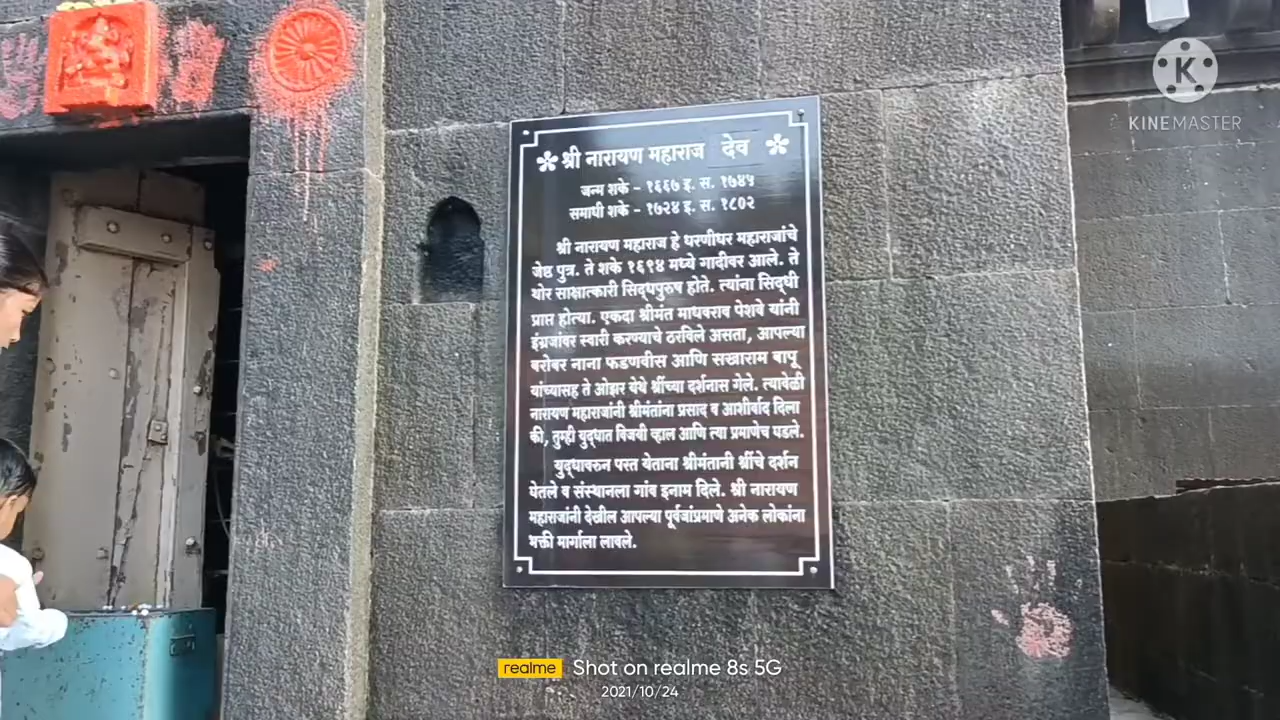 KINEMASTER
श्री नारायण महाराज देव
जन्म शके - १६६७ इ. स. १७४५
समाधी शके - १७२४ इ. स. १८०२
श्री नारायण महाराज हे धरणीधर महाराजांचे
जेष्ठ पुत्र. ते शके १६९४ मध्ये गादीवर आले. ते
थोर साक्षात्कारी सिद्धपुरुष होते. त्यांना सिद्धी
प्राप्त होत्या. एकदा श्रीमंत माधवराव पेशवे यांनी
इंग्रजांवर स्वारी करण्याचे ठरविले असता, आपल्या
बरोबर नाना फडणवीस आणि सखाराम बापू
यांच्यासह ते ओझर येथे श्रींच्या दर्शनास गेले. त्यावेळी
नारायण महाराजांनी श्रीमंतांना प्रसाद व आशीर्वाद दिला
की, तुम्ही युद्धात विजयी व्हाल आणि त्या प्रमाणेच घडले.
युद्धावरुन परत येताना श्रीमंतानी श्रींचे दर्शन
घेतले व संस्थानला गांव इनाम दिले. श्री नारायण
महाराजांनी देखील आपल्या पूर्वजांप्रमाणे अनेक लोकांना
भक्ती मार्गाला लावले.
realme Shot on realme 8s 5G
2021/10/24